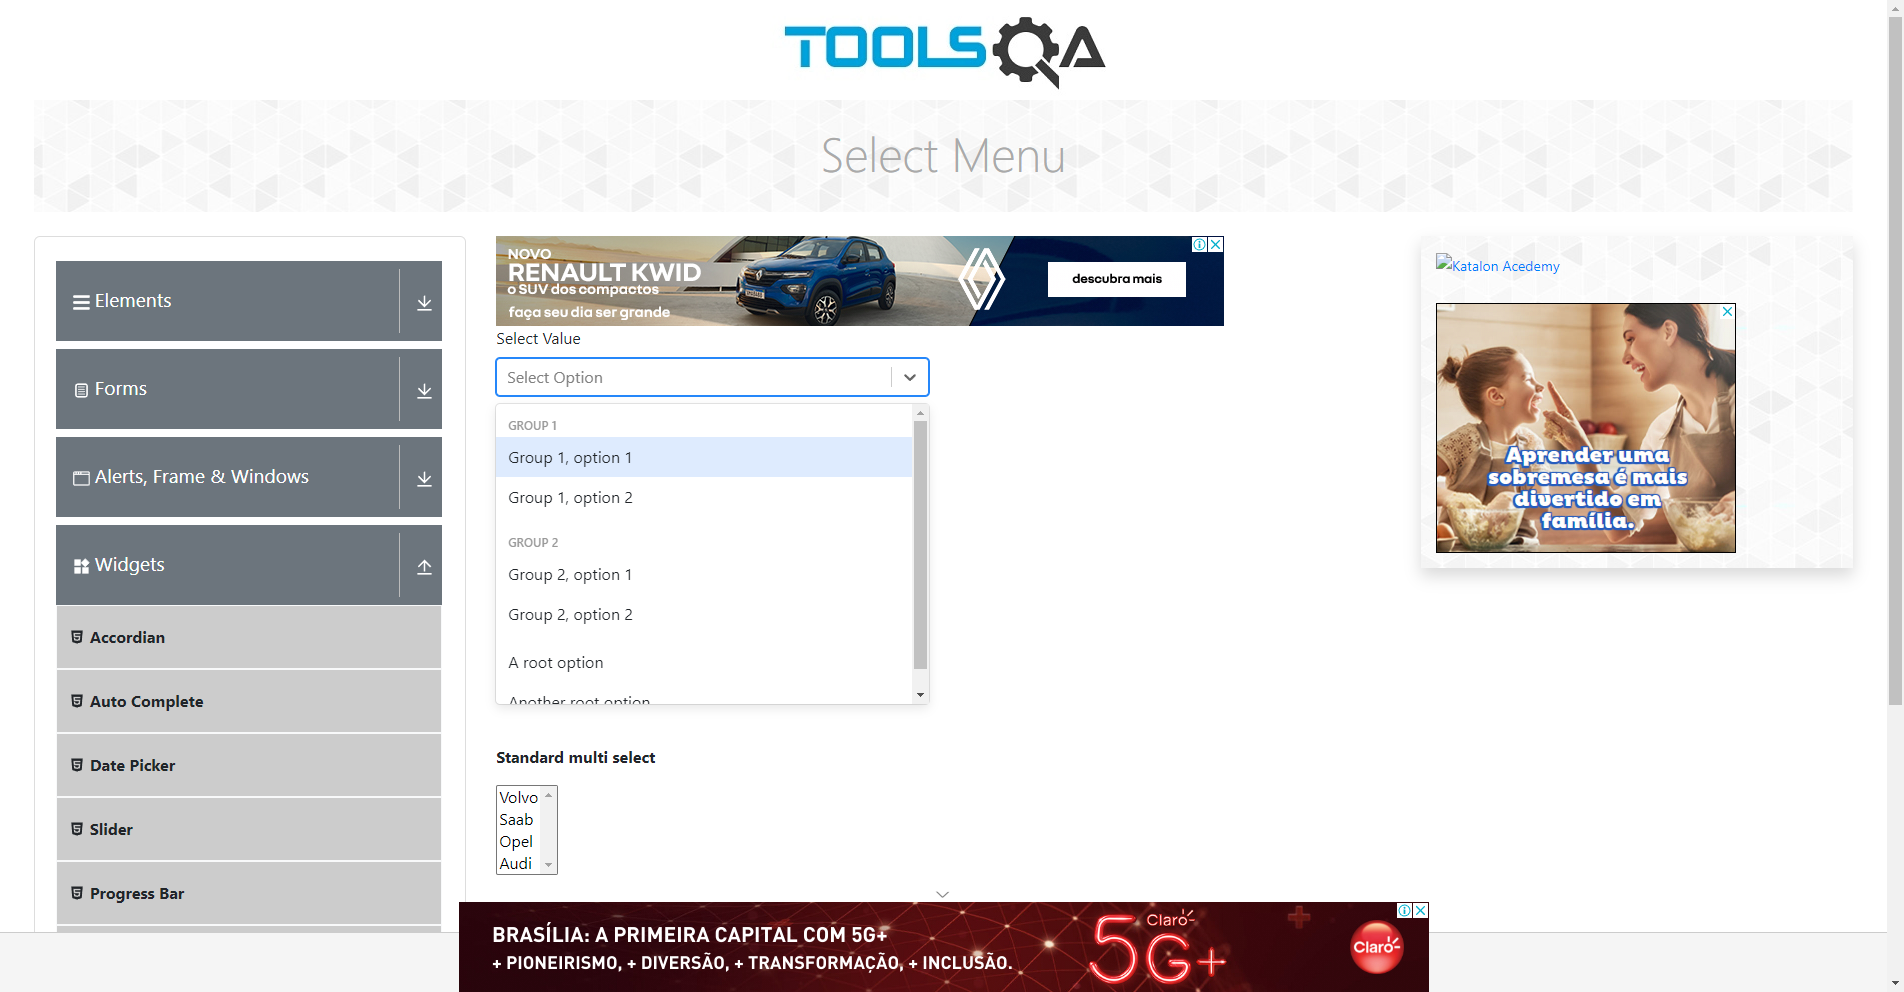 TOOLSQA
Select Menu
Elements
Forms
Alerts, Frame & Windows
Widgets
Accordian
Auto Complete
Date Picker
Slider
Progress Bar
NOVO
RENAULT KWID
o SUV dos compactos
faça seu dia ser grande
descubra mais
Select Value
Select Option
GROUP 1
Group 1, option 1
Group 1, option 2
GROUP 2
Group 2, option 1
Group 2, option 2
A root option
Another root option
Standard multi select
Volvo
Saab
Opel
Audi
Katalon Acedemy
Aprender uma
sobremesa é mais
divertido em
família.
BRASÍLIA: A PRIMEIRA CAPITAL COM 5G+
+ PIONEIRISMO, + DIVERSÃO, + TRANSFORMAÇÃO, + INCLUSÃO.
Claro
5G+
Claro